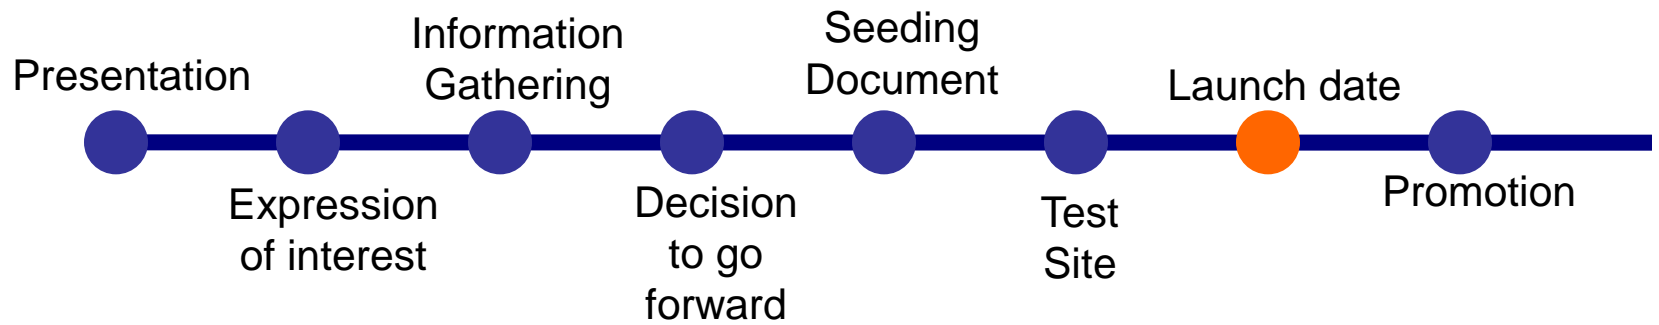 Presentation
Expression
of interest
Information
Gathering
Decision
to go
forward
Seeding
Document
Test
Site
Launch date
Promotion